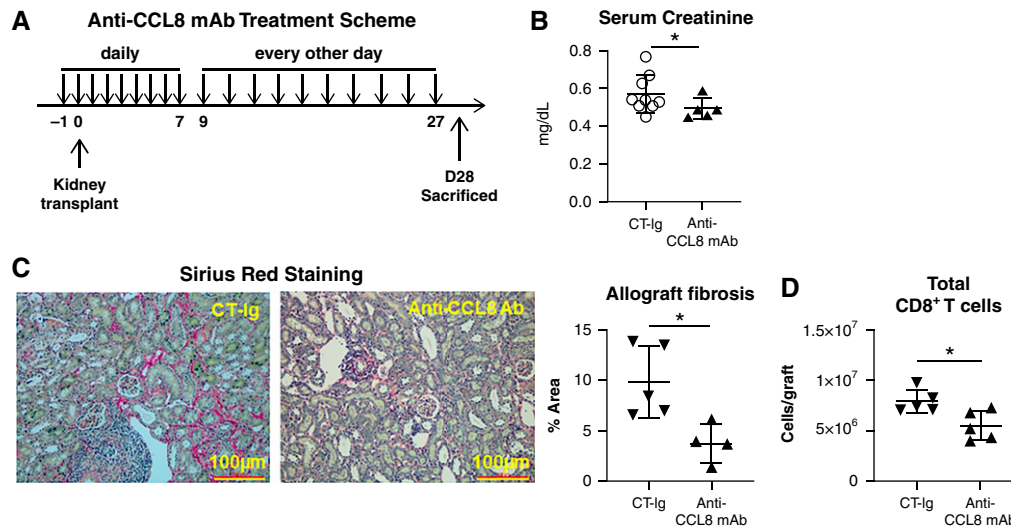 A
Anti-CCL8 mAb Treatment Scheme
daily
every other day
–1 0 7 9 27
Kidney
transplant
D28
Sacrificed
B
Serum Creatinine
*
0.8
0.6
0.4
0.2
0.0
mg/dL
CT-Ig
Anti-
CCL8 mAb
C
Sirius Red Staining
CT-Ig
100µm
Anti-CCL8 Ab
100µm
Allograft fibrosis
*
15
10
5
0
% Area
CT-Ig
Anti-
CCL8 mAb
D
Total
CD8⁺ T cells
*
1.5×10⁷
1×10⁷
5×10⁶
0
Cells/graft
CT-Ig
Anti-
CCL8 mAb